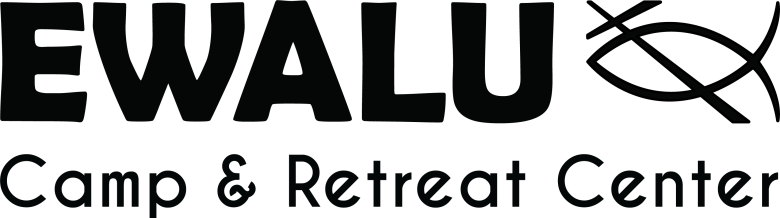 EWALU
Camp & Retreat Center